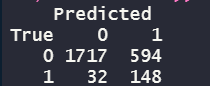 Predicted
True 0 1
0 1717 594
1 32 148